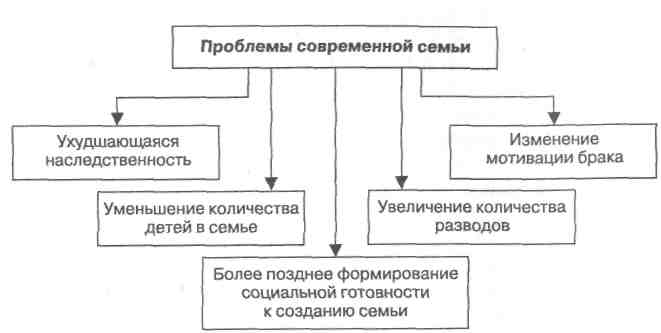 Проблемы современной семьи
Ухудшающаяся
наследственность
Изменение
мотивации брака
Уменьшение количества
детей в семье
Увеличение количества
разводов
Более позднее формирование
социальной готовности
к созданию семьи